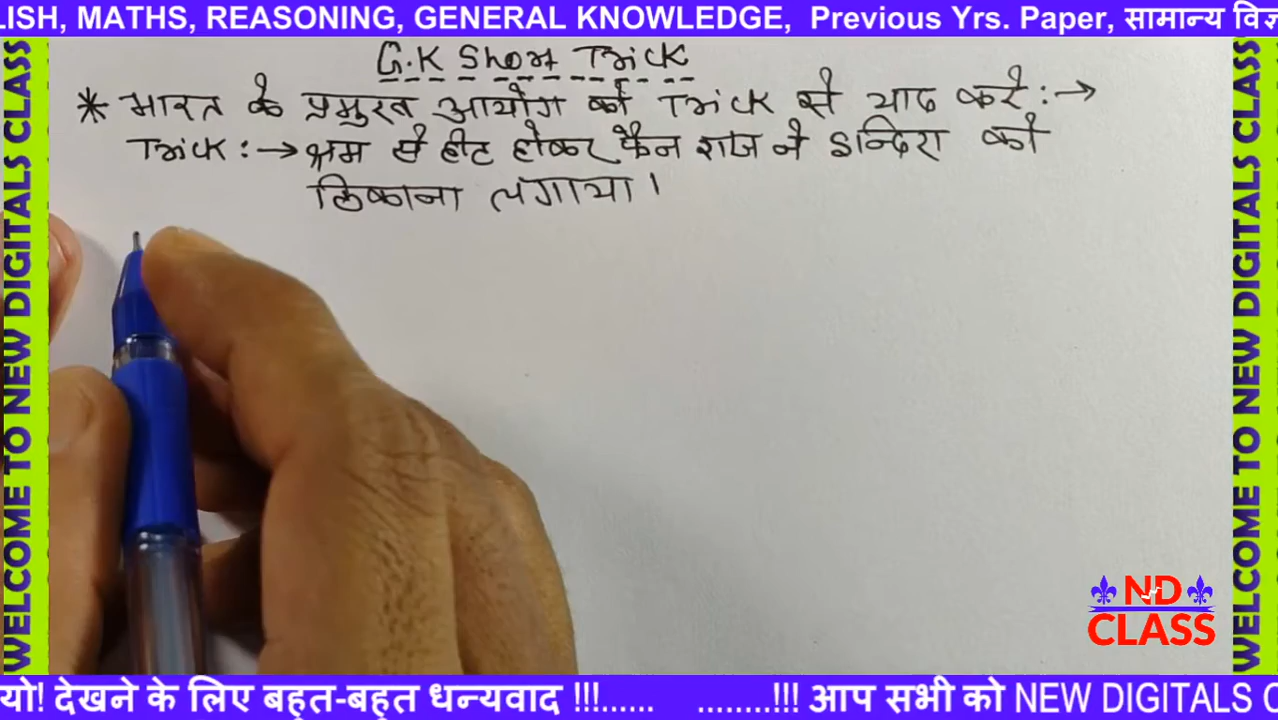 LISH, MATHS, REASONING, GENERAL KNOWLEDGE, Previous Yrs. Paper, सामान्य विज्ञ
G.K Short Trick
* भारत के प्रमुख आयोग को Trick से याद करें :→
Trick :→ श्रम से हीट होकर फैन राज ने इन्दिरा को
ठिकाना लगाया।
WELCOME TO NEW DIGITALS CLASS
WELCOME TO NEW DIGITALS CLASS
ND
CLASS
यो! देखने के लिए बहुत-बहुत धन्यवाद !!!...... ........!!! आप सभी को NEW DIGITALS C